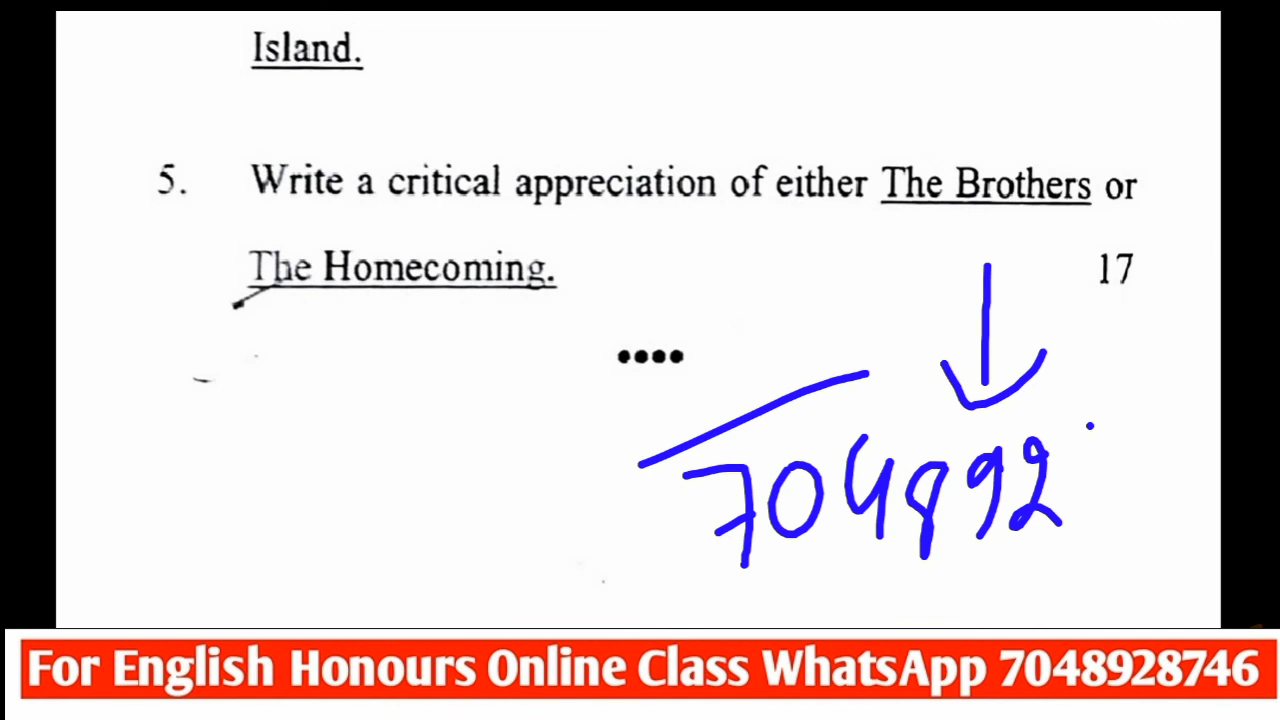 Island.
5. Write a critical appreciation of either The Brothers or
The Homecoming. 17
••••
704892
For English Honours Online Class WhatsApp 7048928746